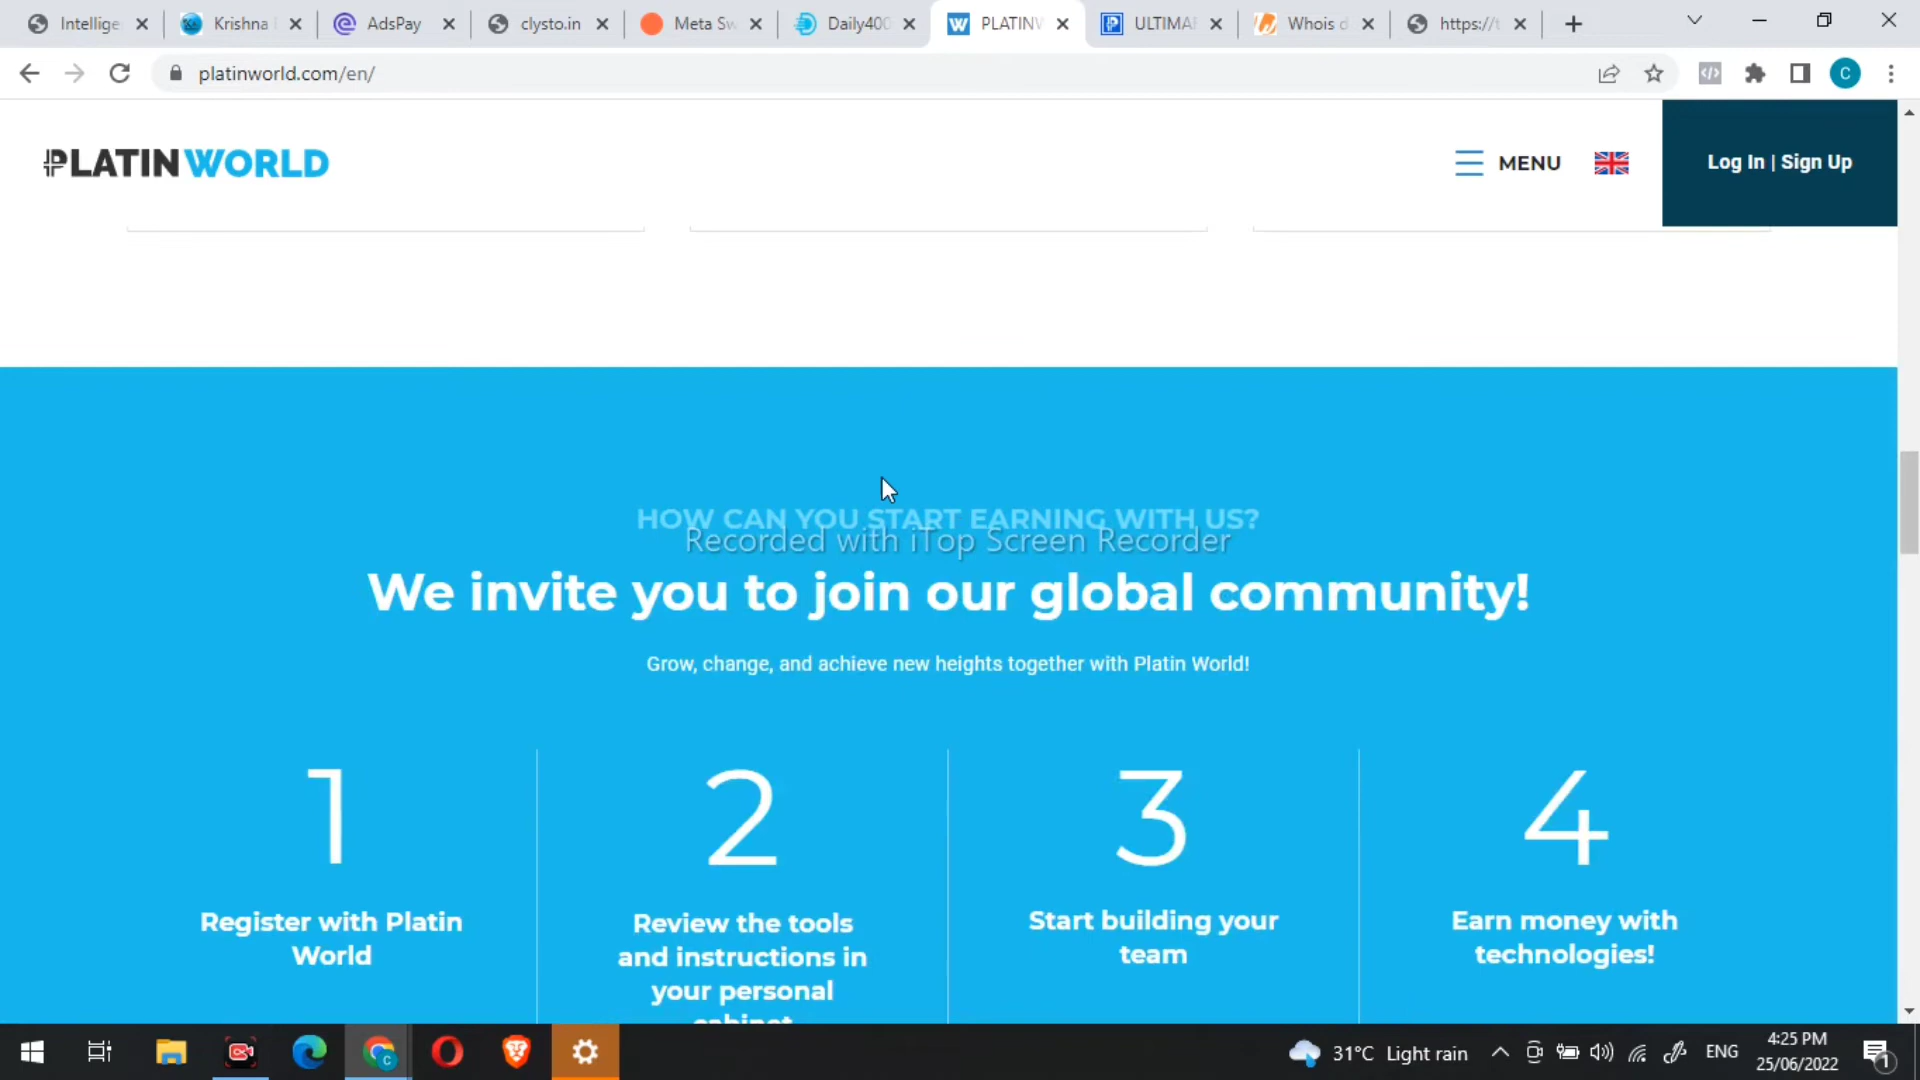 Intellige
Krishna
AdsPay
clysto.in
Meta Sw
Daily400
PLATINW
ULTIMA
Whois d
https://t
platinworld.com/en/
PLATINWORLD
MENU
Log In | Sign Up
HOW CAN YOU START EARNING WITH US?
Recorded with iTop Screen Recorder
We invite you to join our global community!
Grow, change, and achieve new heights together with Platin World!
1
Register with Platin
World
2
Review the tools
and instructions in
your personal
cabinet
3
Start building your
team
4
Earn money with
technologies!
31°C Light rain
ENG
4:25 PM
25/06/2022
1